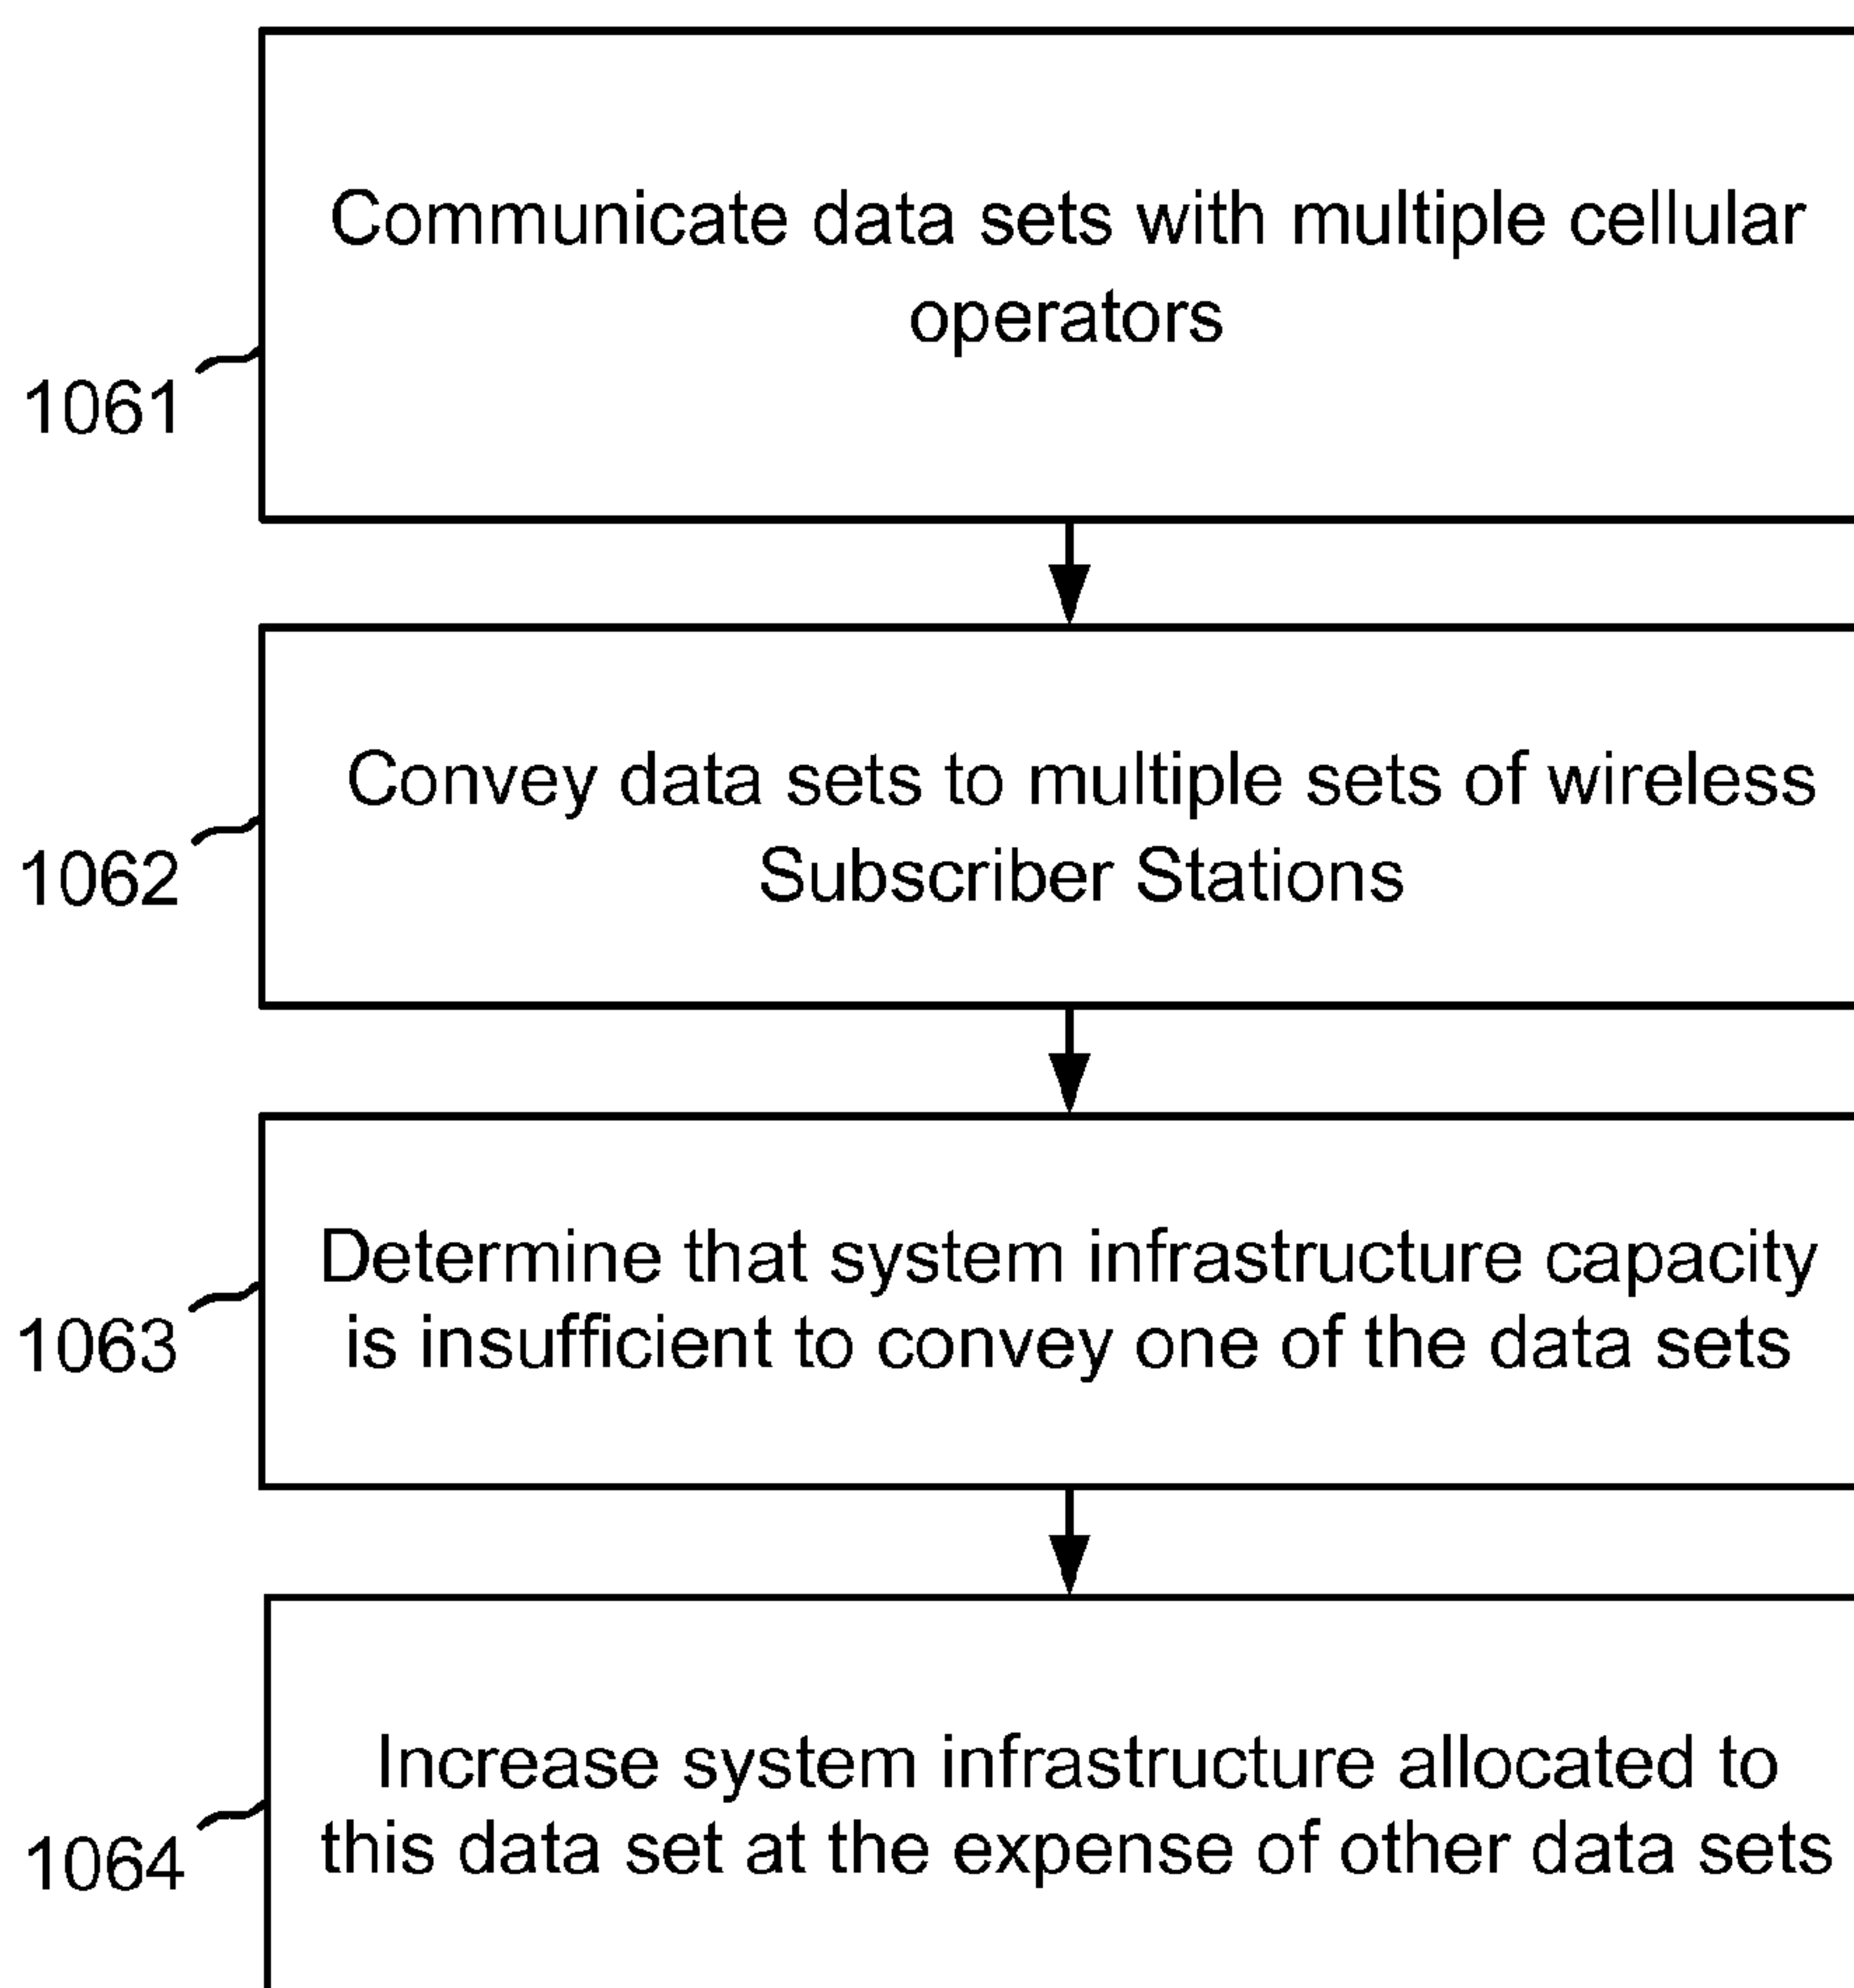 Communicate data sets with multiple cellular
operators
1061
Convey data sets to multiple sets of wireless
Subscriber Stations
1062
Determine that system infrastructure capacity
is insufficient to convey one of the data sets
1063
Increase system infrastructure allocated to
this data set at the expense of other data sets
1064